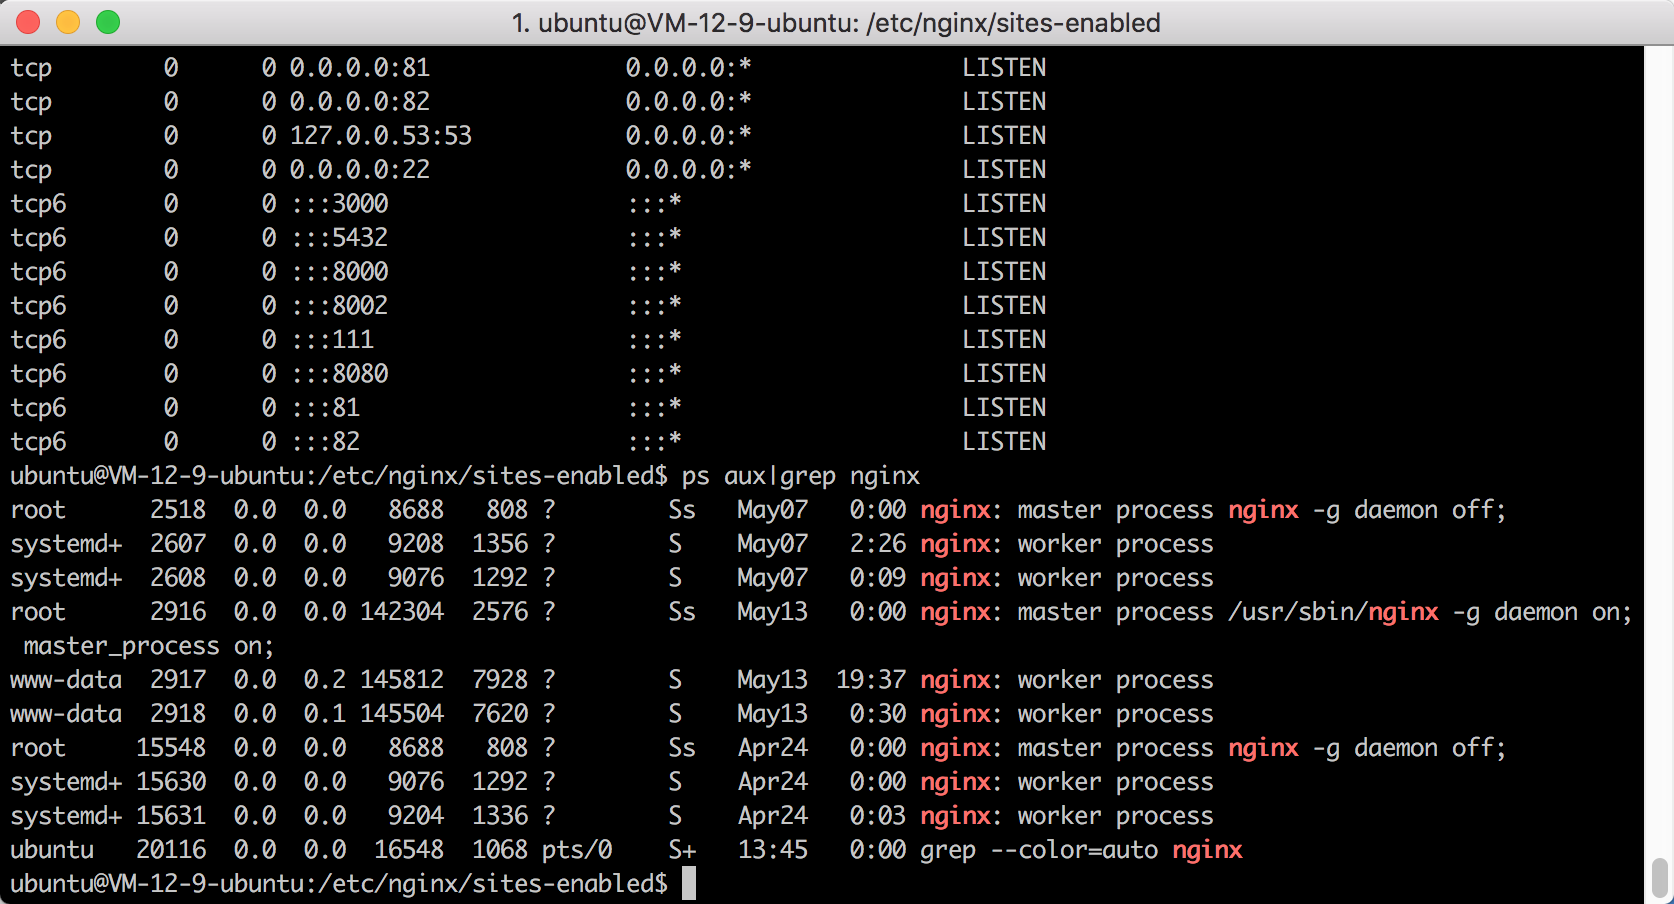 1. ubuntu@VM-12-9-ubuntu: /etc/nginx/sites-enabled
tcp        0      0 0.0.0.0:81              0.0.0.0:*               LISTEN
tcp        0      0 0.0.0.0:82              0.0.0.0:*               LISTEN
tcp        0      0 127.0.0.53:53           0.0.0.0:*               LISTEN
tcp        0      0 0.0.0.0:22              0.0.0.0:*               LISTEN
tcp6       0      0 :::3000                 :::*                    LISTEN
tcp6       0      0 :::5432                 :::*                    LISTEN
tcp6       0      0 :::8000                 :::*                    LISTEN
tcp6       0      0 :::8002                 :::*                    LISTEN
tcp6       0      0 :::111                  :::*                    LISTEN
tcp6       0      0 :::8080                 :::*                    LISTEN
tcp6       0      0 :::81                   :::*                    LISTEN
tcp6       0      0 :::82                   :::*                    LISTEN
ubuntu@VM-12-9-ubuntu:/etc/nginx/sites-enabled$ ps aux|grep nginx
root      2518  0.0  0.0   8688   808 ?        Ss   May07   0:00 nginx: master process nginx -g daemon off;
systemd+  2607  0.0  0.0   9208  1356 ?        S    May07   2:26 nginx: worker process
systemd+  2608  0.0  0.0   9076  1292 ?        S    May07   0:09 nginx: worker process
root      2916  0.0  0.0 142304  2576 ?        Ss   May13   0:00 nginx: master process /usr/sbin/nginx -g daemon on;
 master_process on;
www-data  2917  0.0  0.2 145812  7928 ?        S    May13  19:37 nginx: worker process
www-data  2918  0.0  0.1 145504  7620 ?        S    May13   0:30 nginx: worker process
root     15548  0.0  0.0   8688   808 ?        Ss   Apr24   0:00 nginx: master process nginx -g daemon off;
systemd+ 15630  0.0  0.0   9076  1292 ?        S    Apr24   0:00 nginx: worker process
systemd+ 15631  0.0  0.0   9204  1336 ?        S    Apr24   0:03 nginx: worker process
ubuntu   20116  0.0  0.0  16548  1068 pts/0    S+   13:45   0:00 grep --color=auto nginx
ubuntu@VM-12-9-ubuntu:/etc/nginx/sites-enabled$